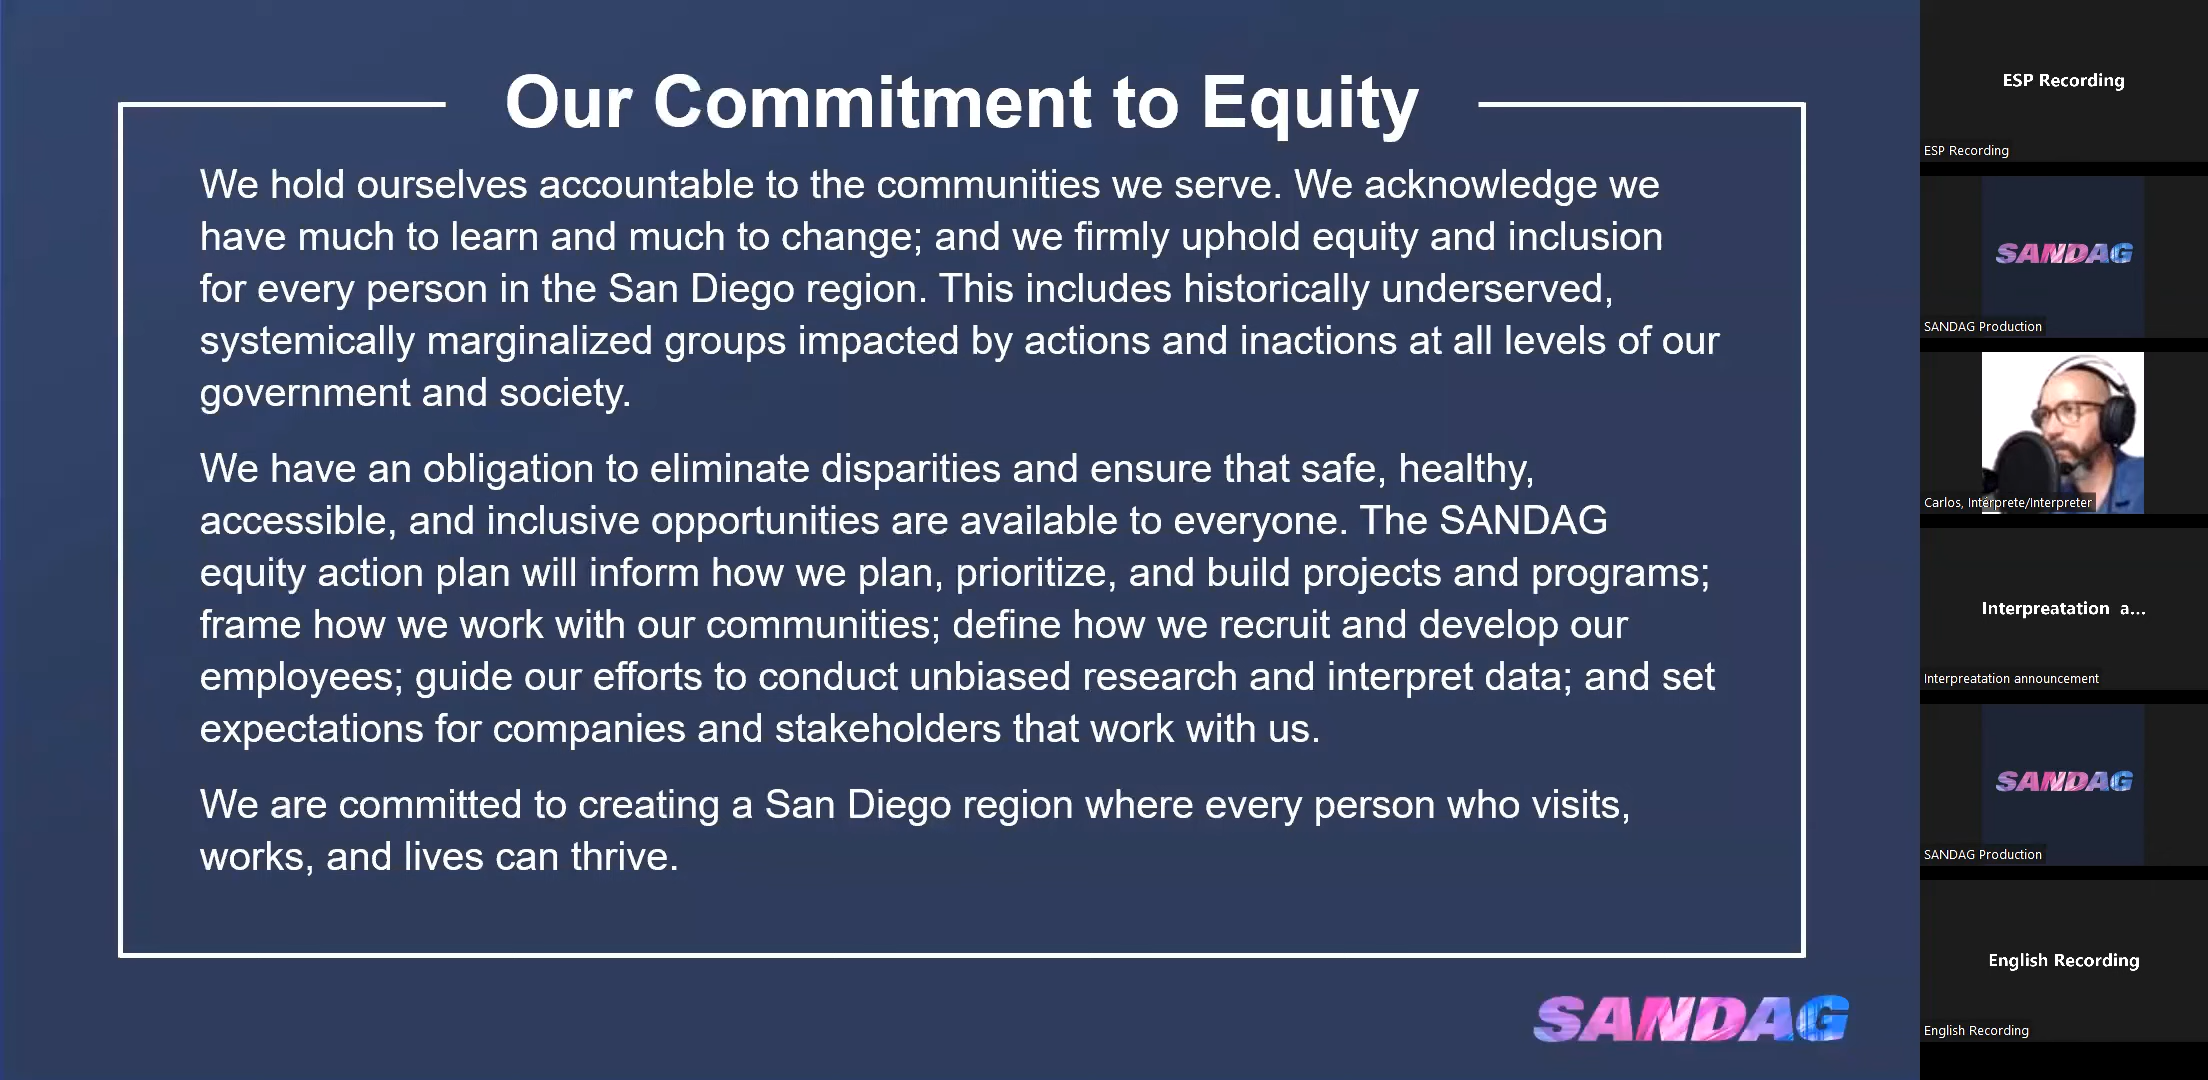 Our Commitment to Equity
We hold ourselves accountable to the communities we serve. We acknowledge we
have much to learn and much to change; and we firmly uphold equity and inclusion
for every person in the San Diego region. This includes historically underserved,
systemically marginalized groups impacted by actions and inactions at all levels of our
government and society.
We have an obligation to eliminate disparities and ensure that safe, healthy,
accessible, and inclusive opportunities are available to everyone. The SANDAG
equity action plan will inform how we plan, prioritize, and build projects and programs;
frame how we work with our communities; define how we recruit and develop our
employees; guide our efforts to conduct unbiased research and interpret data; and set
expectations for companies and stakeholders that work with us.
We are committed to creating a San Diego region where every person who visits,
works, and lives can thrive.
SANDAG
ESP Recording
ESP Recording
SANDAG
SANDAG Production
Carlos, Intérprete/Interpreter
Interpreatation a...
Interpreatation announcement
SANDAG
SANDAG Production
English Recording
English Recording